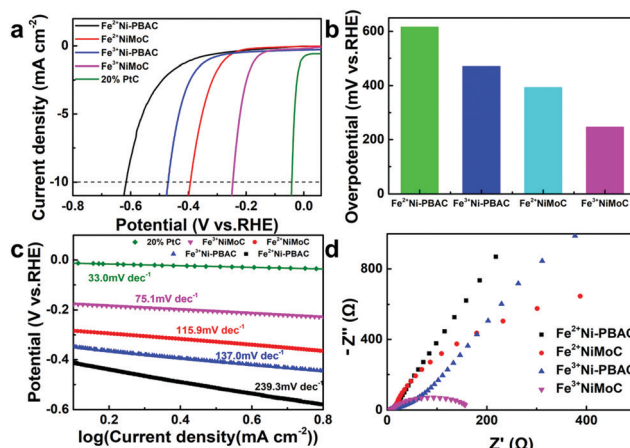 a
Current density (mA cm⁻²)
0
-5
-10
-0.8
-0.6
-0.4
-0.2
0.0
Potential (V vs.RHE)
Fe²⁺Ni-PBAC
Fe²⁺NiMoC
Fe³⁺Ni-PBAC
Fe³⁺NiMoC
20% PtC
b
Overpotential (mV vs.RHE)
600
400
200
0
Fe²⁺Ni-PBAC
Fe³⁺Ni-PBAC
Fe²⁺NiMoC
Fe³⁺NiMoC
c
Potential (V vs.RHE)
0.0
-0.2
-0.4
-0.6
20% PtC Fe³⁺NiMoC Fe²⁺NiMoC
Fe³⁺Ni-PBAC Fe²⁺Ni-PBAC
33.0mV dec⁻¹
75.1mV dec⁻¹
115.9mV dec⁻¹
137.0mV dec⁻¹
239.3mV dec⁻¹
0.2
0.4
0.6
0.8
log(Current density(mA cm⁻²)
d
-Z'' (Ω)
800
400
0
0
200
400
Z' (Ω)
Fe²⁺Ni-PBAC
Fe²⁺NiMoC
Fe³⁺Ni-PBAC
Fe³⁺NiMoC